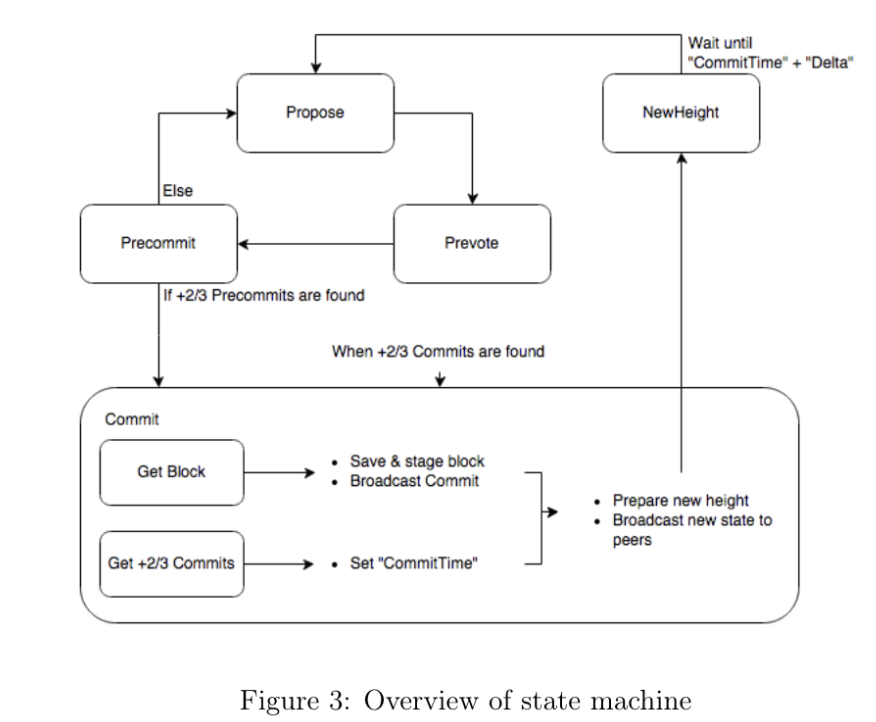 Wait until
"CommitTime" + "Delta"
Propose
NewHeight
Else
Precommit
Prevote
If +2/3 Precommits are found
When +2/3 Commits are found
Commit
Get Block
• Save & stage block
• Broadcast Commit
• Prepare new height
• Broadcast new state to
peers
Get +2/3 Commits
• Set "CommitTime"
Figure 3: Overview of state machine